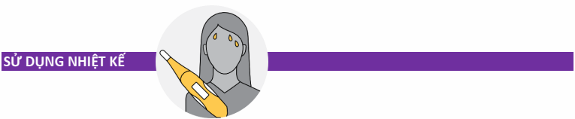 SỬ DỤNG NHIỆT KẾ